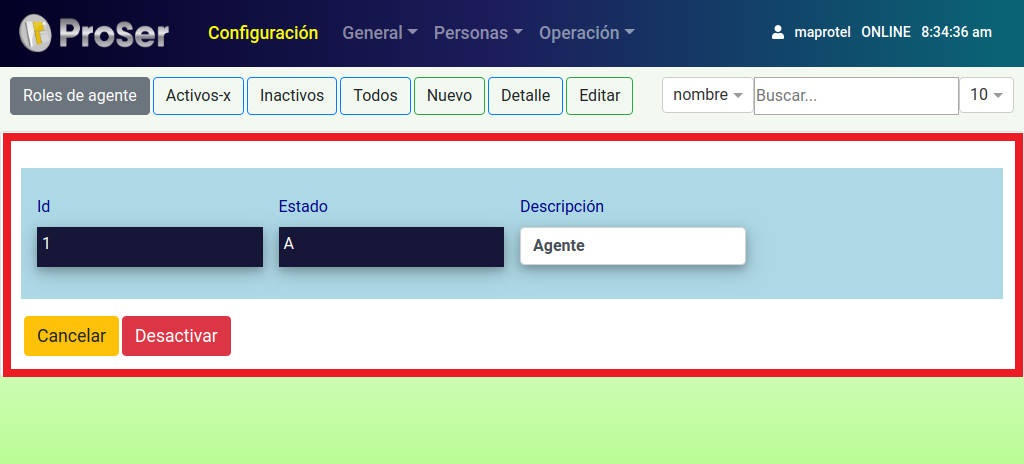 ProSer Configuración General Personas Operación maprotel ONLINE 8:34:36 am
Roles de agente Activos-x Inactivos Todos Nuevo Detalle Editar nombre Buscar... 10
Id Estado Descripción
1 A Agente
Cancelar Desactivar